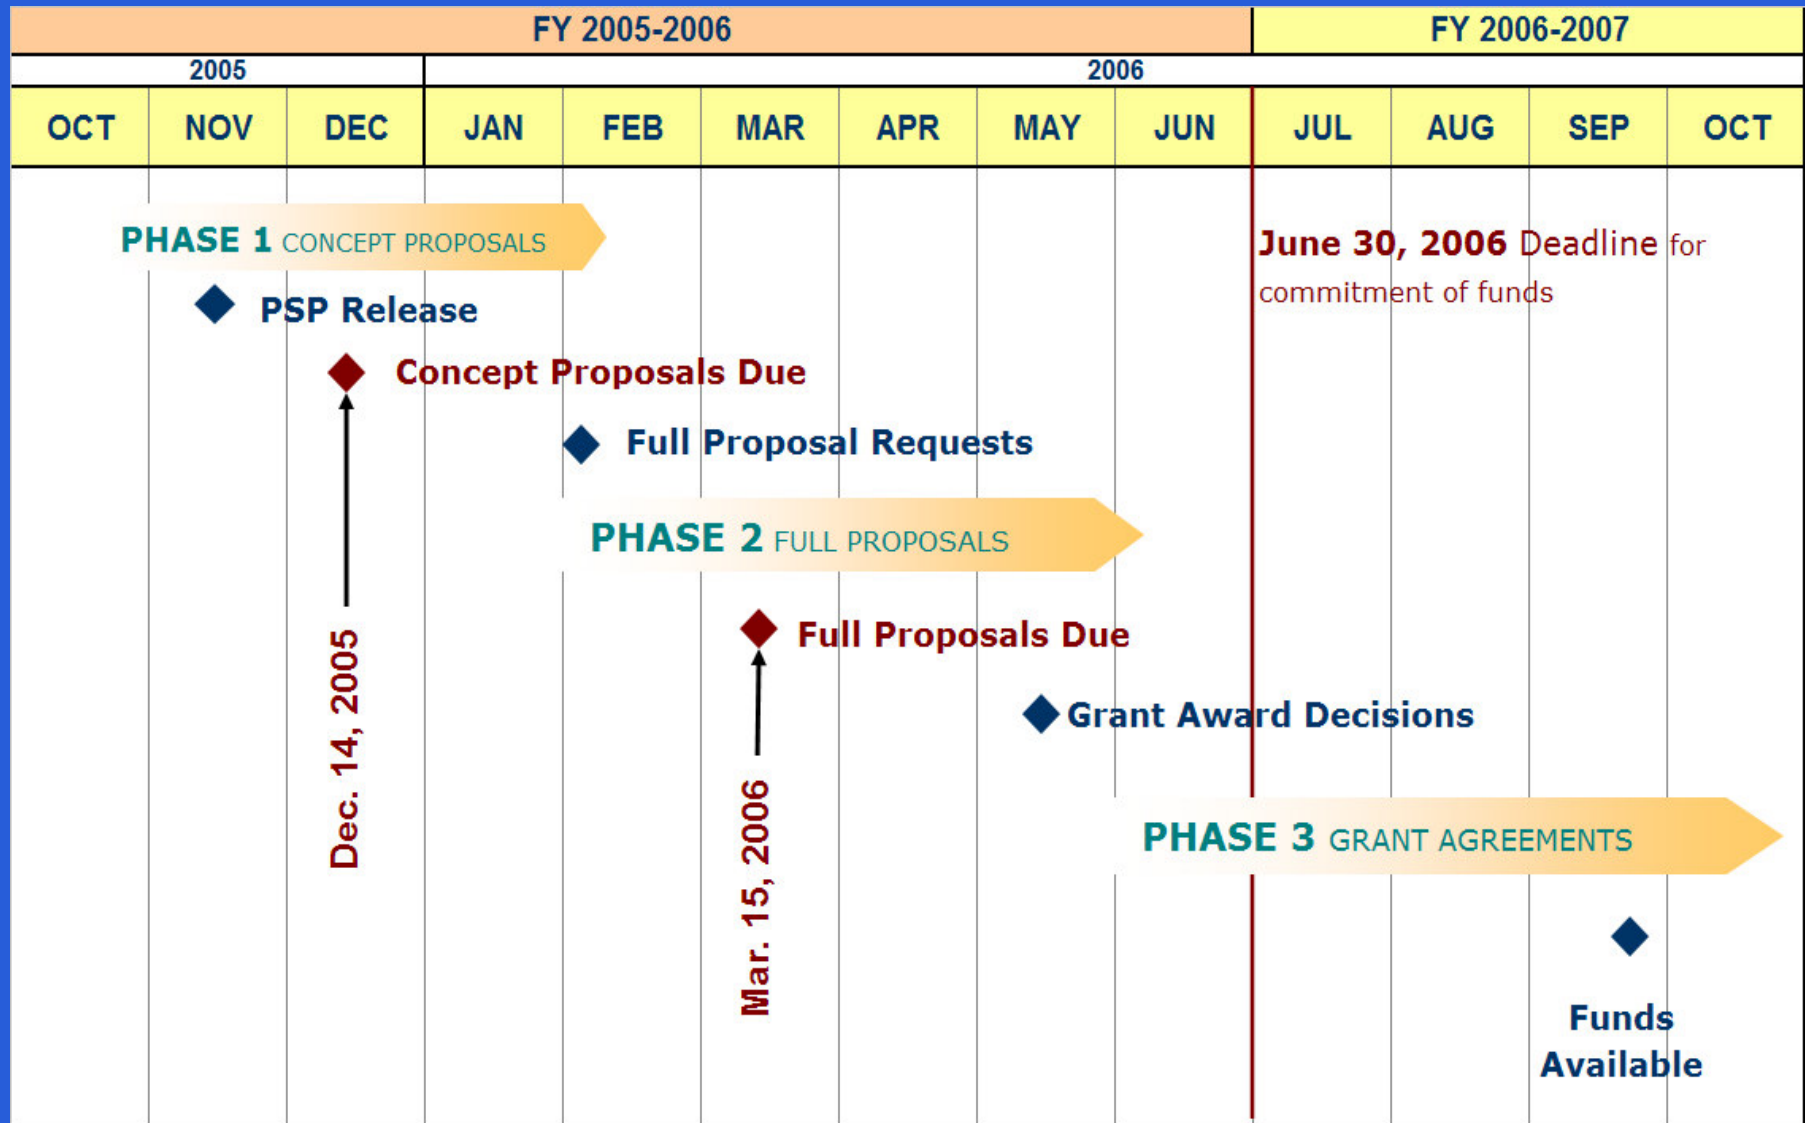 FY 2005-2006 FY 2006-2007
2005 2006
OCT NOV DEC JAN FEB MAR APR MAY JUN JUL AUG SEP OCT
PHASE 1 CONCEPT PROPOSALS
June 30, 2006 Deadline for
commitment of funds
PSP Release
Concept Proposals Due
Full Proposal Requests
PHASE 2 FULL PROPOSALS
Dec. 14, 2005
Full Proposals Due
Grant Award Decisions
Mar. 15, 2006
PHASE 3 GRANT AGREEMENTS
Funds
Available